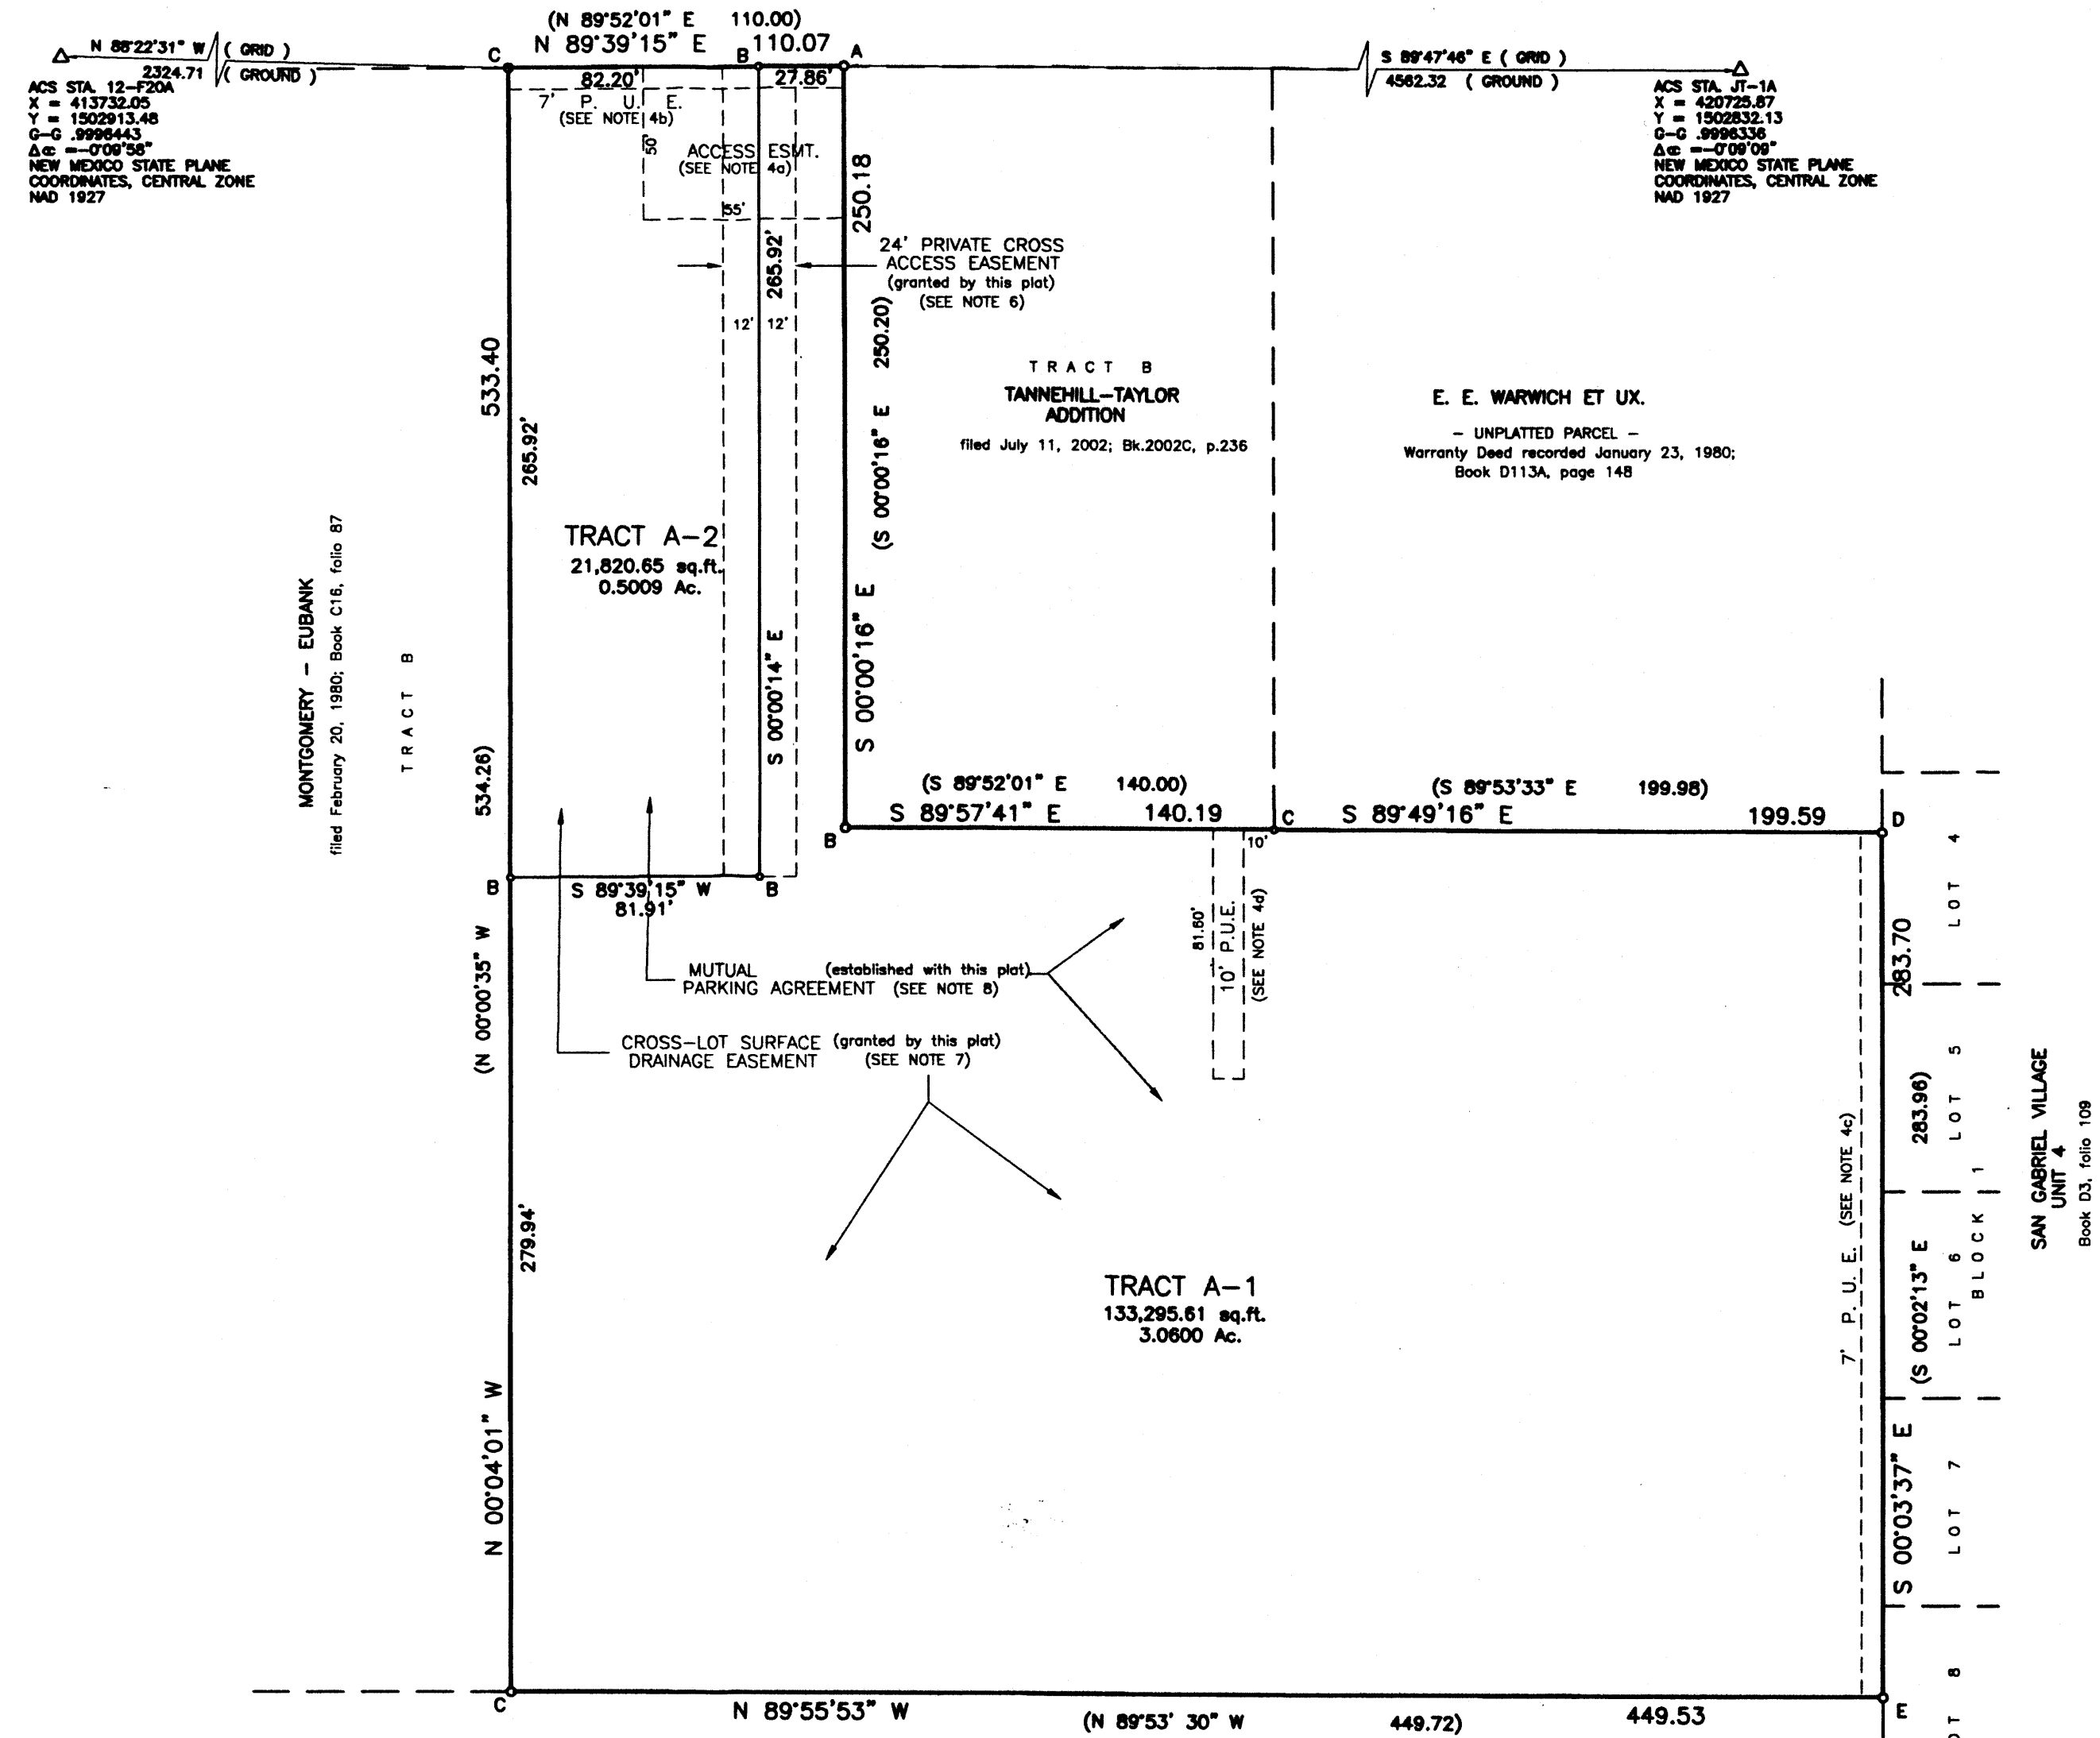 (N 89°52'01" E 110.00)
N 89°39'15" E 110.07
N 88°22'31" W ( GRID )
2324.71 ( GROUND )
C
B
A
82.20'
27.86'
S 89°47'46" E ( GRID )
4562.32 ( GROUND )
ACS STA. 12-F20A
X = 413732.05
Y = 1502913.48
G-G .9996443
Δα =-0°09'58"
NEW MEXICO STATE PLANE
COORDINATES, CENTRAL ZONE
NAD 1927
ACS STA. JT-1A
X = 420725.87
Y = 1502832.13
G-G .9996336
Δα =-0°09'09"
NEW MEXICO STATE PLANE
COORDINATES, CENTRAL ZONE
NAD 1927
7' P. U. E.
(SEE NOTE 4b)
50'
ACCESS ESMT.
(SEE NOTE 4a)
55'
250.18
265.92'
24' PRIVATE CROSS
ACCESS EASEMENT
(granted by this plat)
(SEE NOTE 6)
12' 12'
(S 00°00'16" E 250.20)
S 00°00'16" E
S 00°00'14" E
533.40
265.92'
TRACT B
TANNEHILL-TAYLOR
ADDITION
filed July 11, 2002; Bk.2002C, p.236
E. E. WARWICH ET UX.
- UNPLATTED PARCEL -
Warranty Deed recorded January 23, 1980;
Book D113A, page 148
TRACT A-2
21,820.65 sq.ft.
0.5009 Ac.
MONTGOMERY - EUBANK
filed February 20, 1980; Book C16, folio 87
TRACT B
(N 00°00'35" W 534.26)
(S 89°52'01" E 140.00)
S 89°57'41" E 140.19
(S 89°53'33" E 199.98)
S 89°49'16" E 199.59
B
C
D
10'
B
S 89°39'15" W
81.91'
B
81.60'
10' P.U.E.
(SEE NOTE 4d)
MUTUAL (established with this plat)
PARKING AGREEMENT (SEE NOTE 8)
CROSS-LOT SURFACE (granted by this plat)
DRAINAGE EASEMENT (SEE NOTE 7)
279.94'
N 00°04'01" W
TRACT A-1
133,295.61 sq.ft.
3.0600 Ac.
7' P. U. E. (SEE NOTE 4c)
283.70
(S 00°02'13" E 283.96)
S 00°03'37" E
LOT 4
LOT 5
LOT 6
BLOCK 1
LOT 7
LOT 8
SAN GABRIEL VILLAGE
UNIT 4
Book D3, folio 109
C
N 89°55'53" W
(N 89°53' 30" W 449.72)
449.53
E